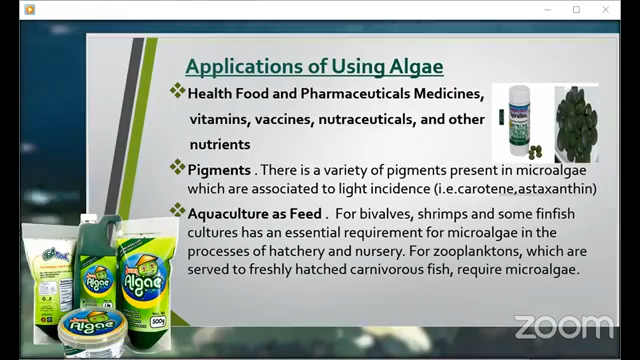 Applications of Using Algae
Health Food and Pharmaceuticals Medicines,
vitamins, vaccines, nutraceuticals, and other
nutrients
Pigments . There is a variety of pigments present in microalgae
which are associated to light incidence (i.e.carotene,astaxanthin)
Aquaculture as Feed . For bivalves, shrimps and some finfish
cultures has an essential requirement for microalgae in the
processes of hatchery and nursery. For zooplanktons, which are
served to freshly hatched carnivorous fish, require microalgae.
Algae
Algae
Algae
500g
zoom